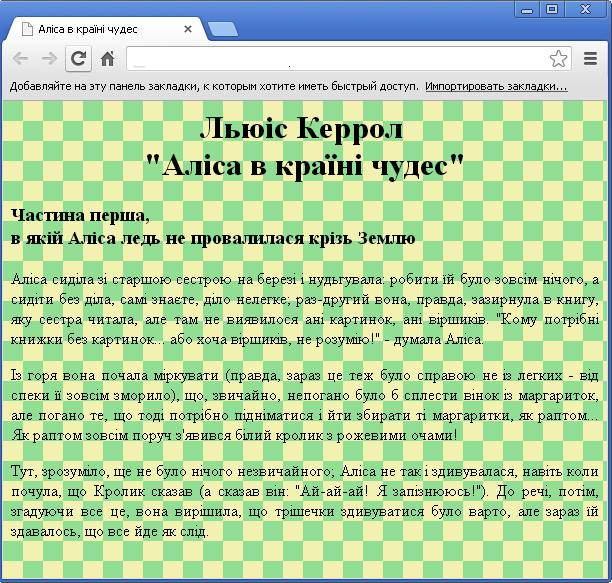 Аліса в країні чудес
Добавляйте на эту панель закладки, к которым хотите иметь быстрый доступ. Импортировать закладки...
Льюіс Керрол
"Аліса в країні чудес"
Частина перша,
в якій Аліса ледь не провалилася крізь Землю
Аліса сиділа зі старшою сестрою на березі і нудьгувала: робити їй було зовсім нічого, а
сидіти без діла, самі знаєте, діло нелегке; раз-другий вона, правда, зазирнула в книгу,
яку сестра читала, але там не виявилося ані картинок, ані віршиків. "Кому потрібні
книжки без картинок... або хоча віршиків, не розумію!" - думала Аліса.
Із горя вона почала міркувати (правда, зараз це теж було справою не із легких - від
спеки її зовсім зморило), що, звичайно, непогано було б сплести вінок із маргариток,
але погано те, що тоді потрібно підніматися і йти збирати ті маргаритки, як раптом...
Як раптом зовсім поруч з'явився білий кролик з рожевими очами!
Тут, зрозуміло, ще не було нічого незвичайного; Аліса не так і здивувалася, навіть коли
почула, що Кролик сказав (а сказав він: "Ай-ай-ай! Я запізнююсь!"). До речі, потім,
згадуючи все це, вона вирішила, що трішечки здивуватися було варто, але зараз їй
здавалось, що все йде як слід.